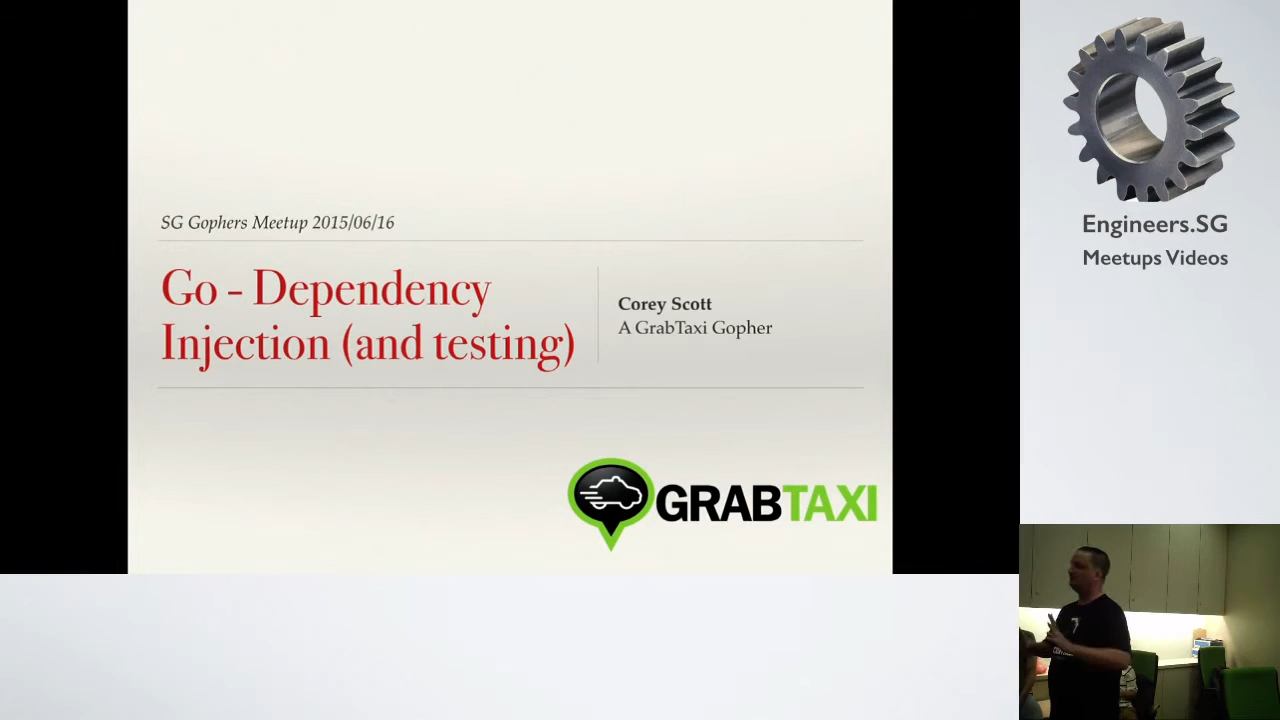 SG Gophers Meetup 2015/06/16
Go - Dependency
Injection (and testing)
Corey Scott
A GrabTaxi Gopher
GRABTAXI
Engineers.SG
Meetups Videos